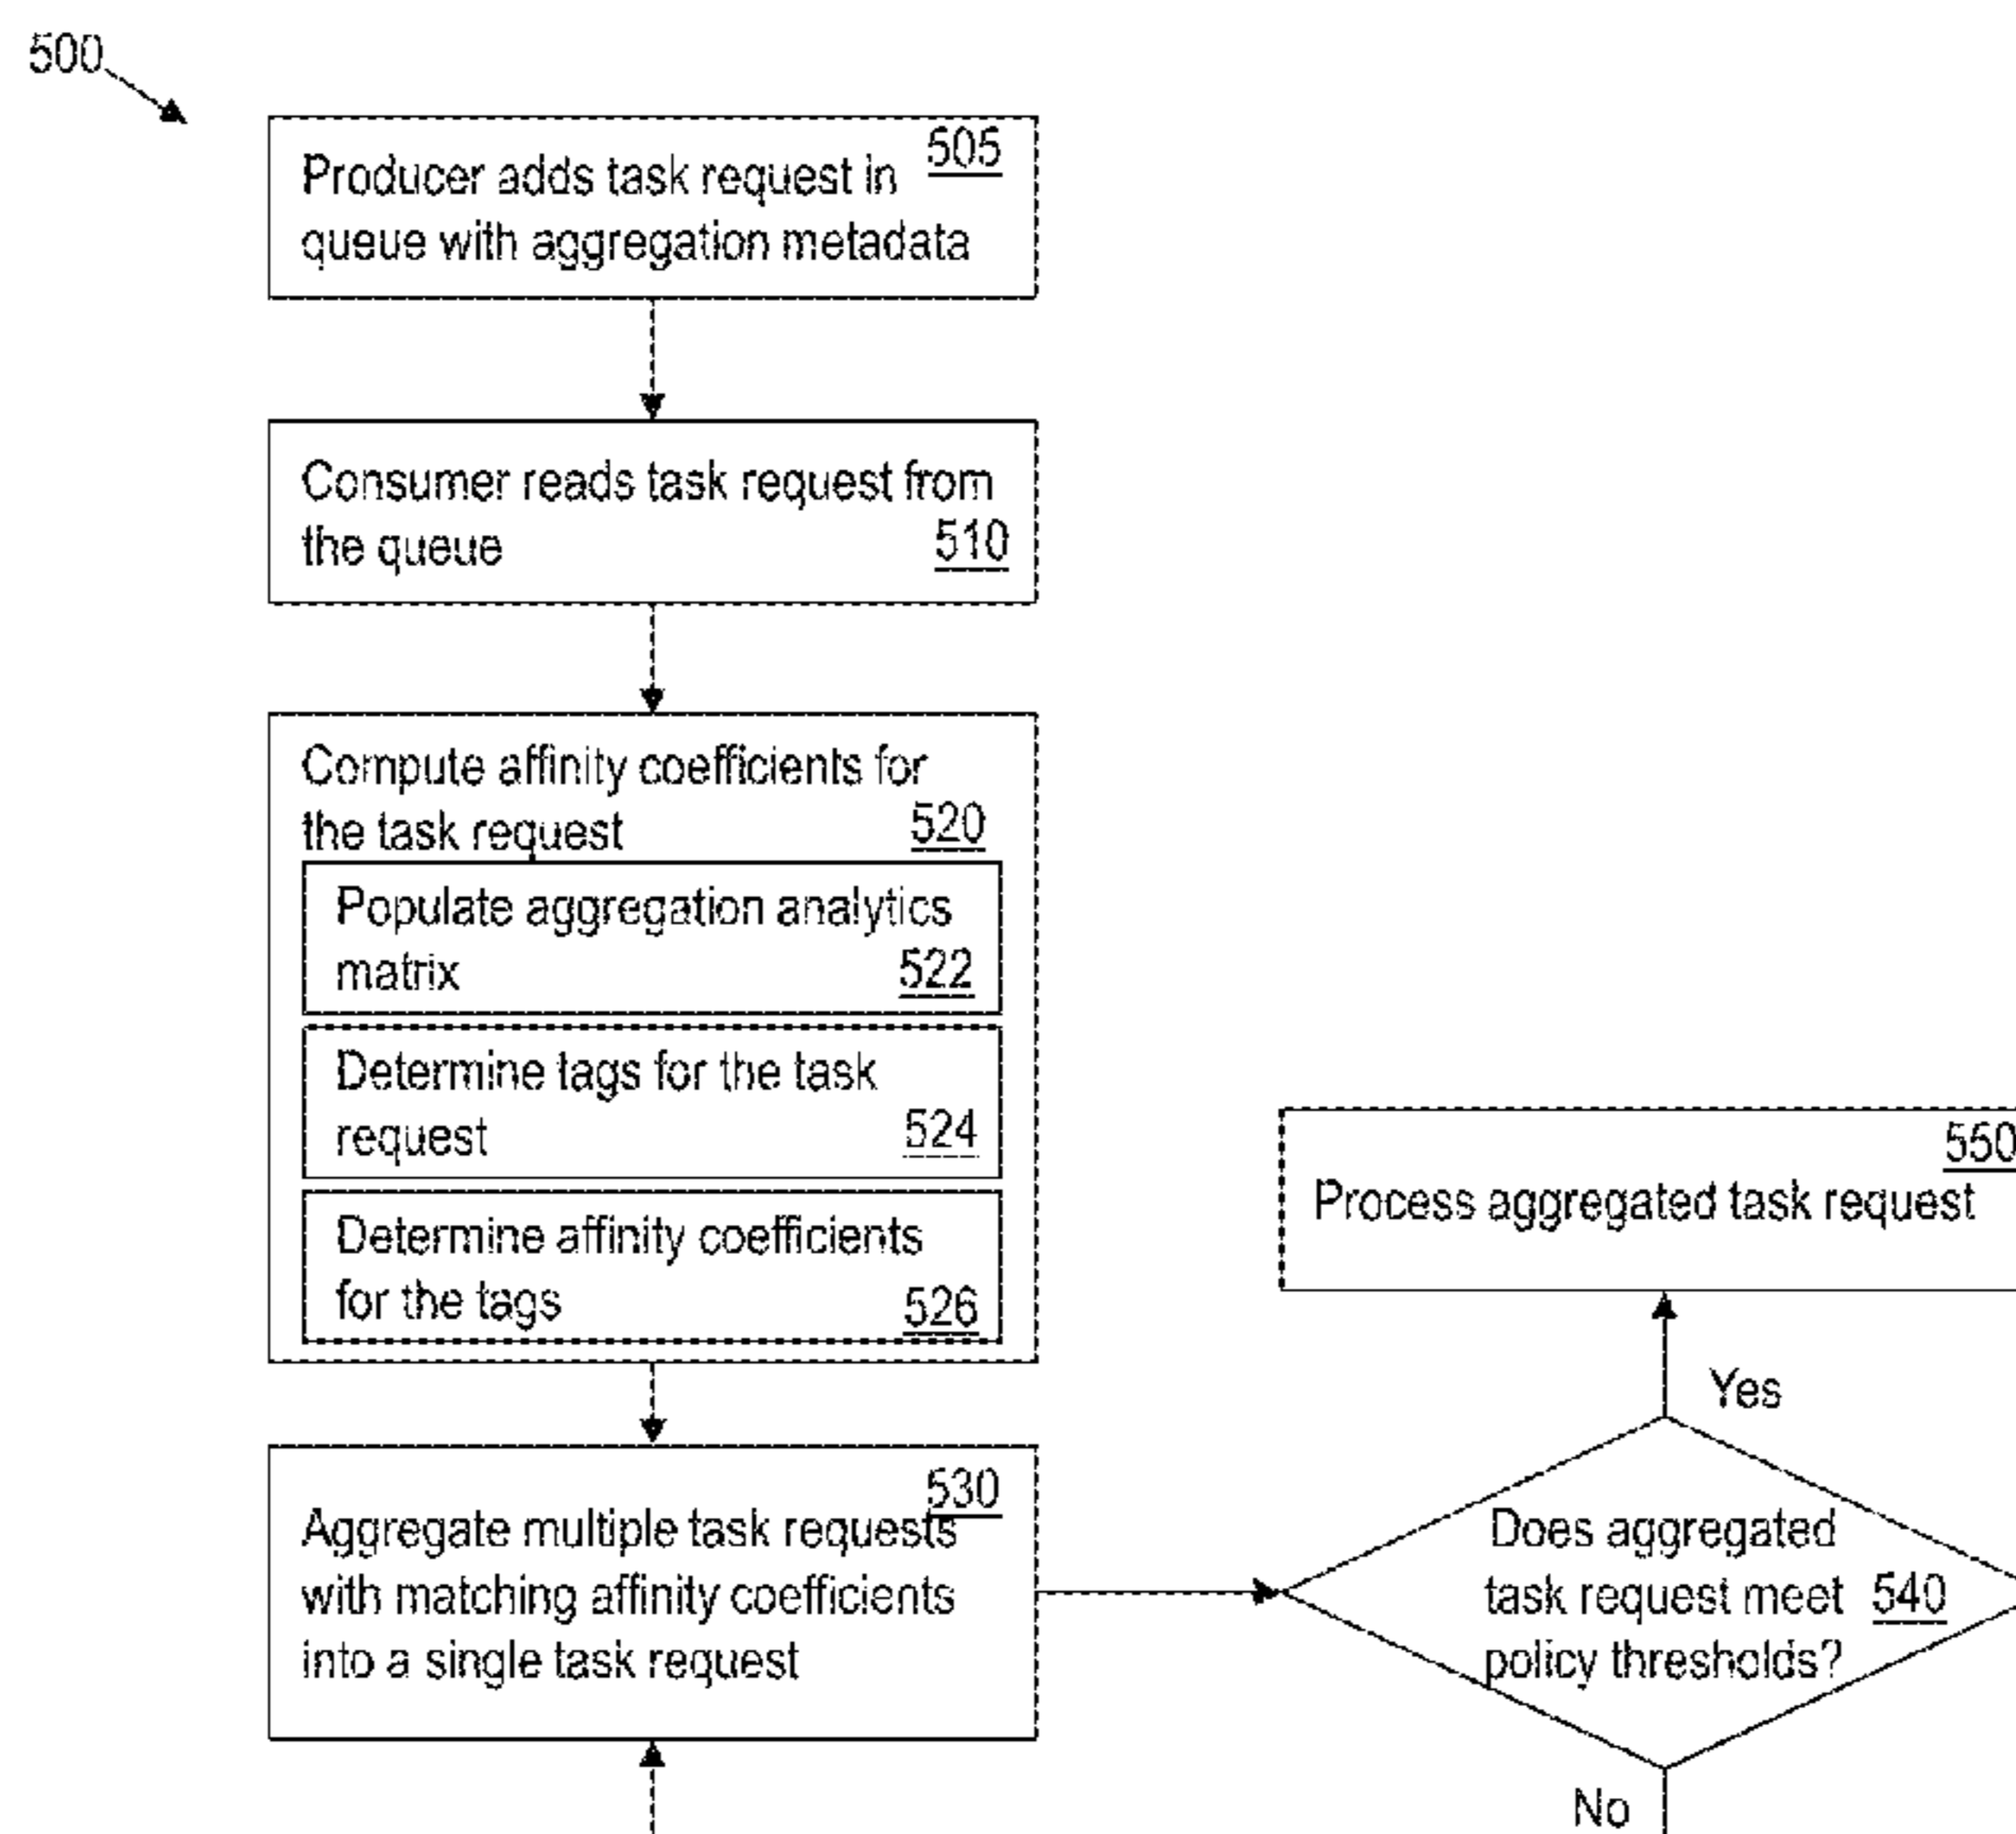 500
505
Producer adds task request in
queue with aggregation metadata
Consumer reads task request from
the queue 510
Compute affinity coefficients for
the task request 520
Populate aggregation analytics
matrix 522
Determine tags for the task
request 524
Determine affinity coefficients
for the tags 526
530
Aggregate multiple task requests
with matching affinity coefficients
into a single task request
550
Process aggregated task request
Yes
Does aggregated
task request meet 540
policy thresholds?
No